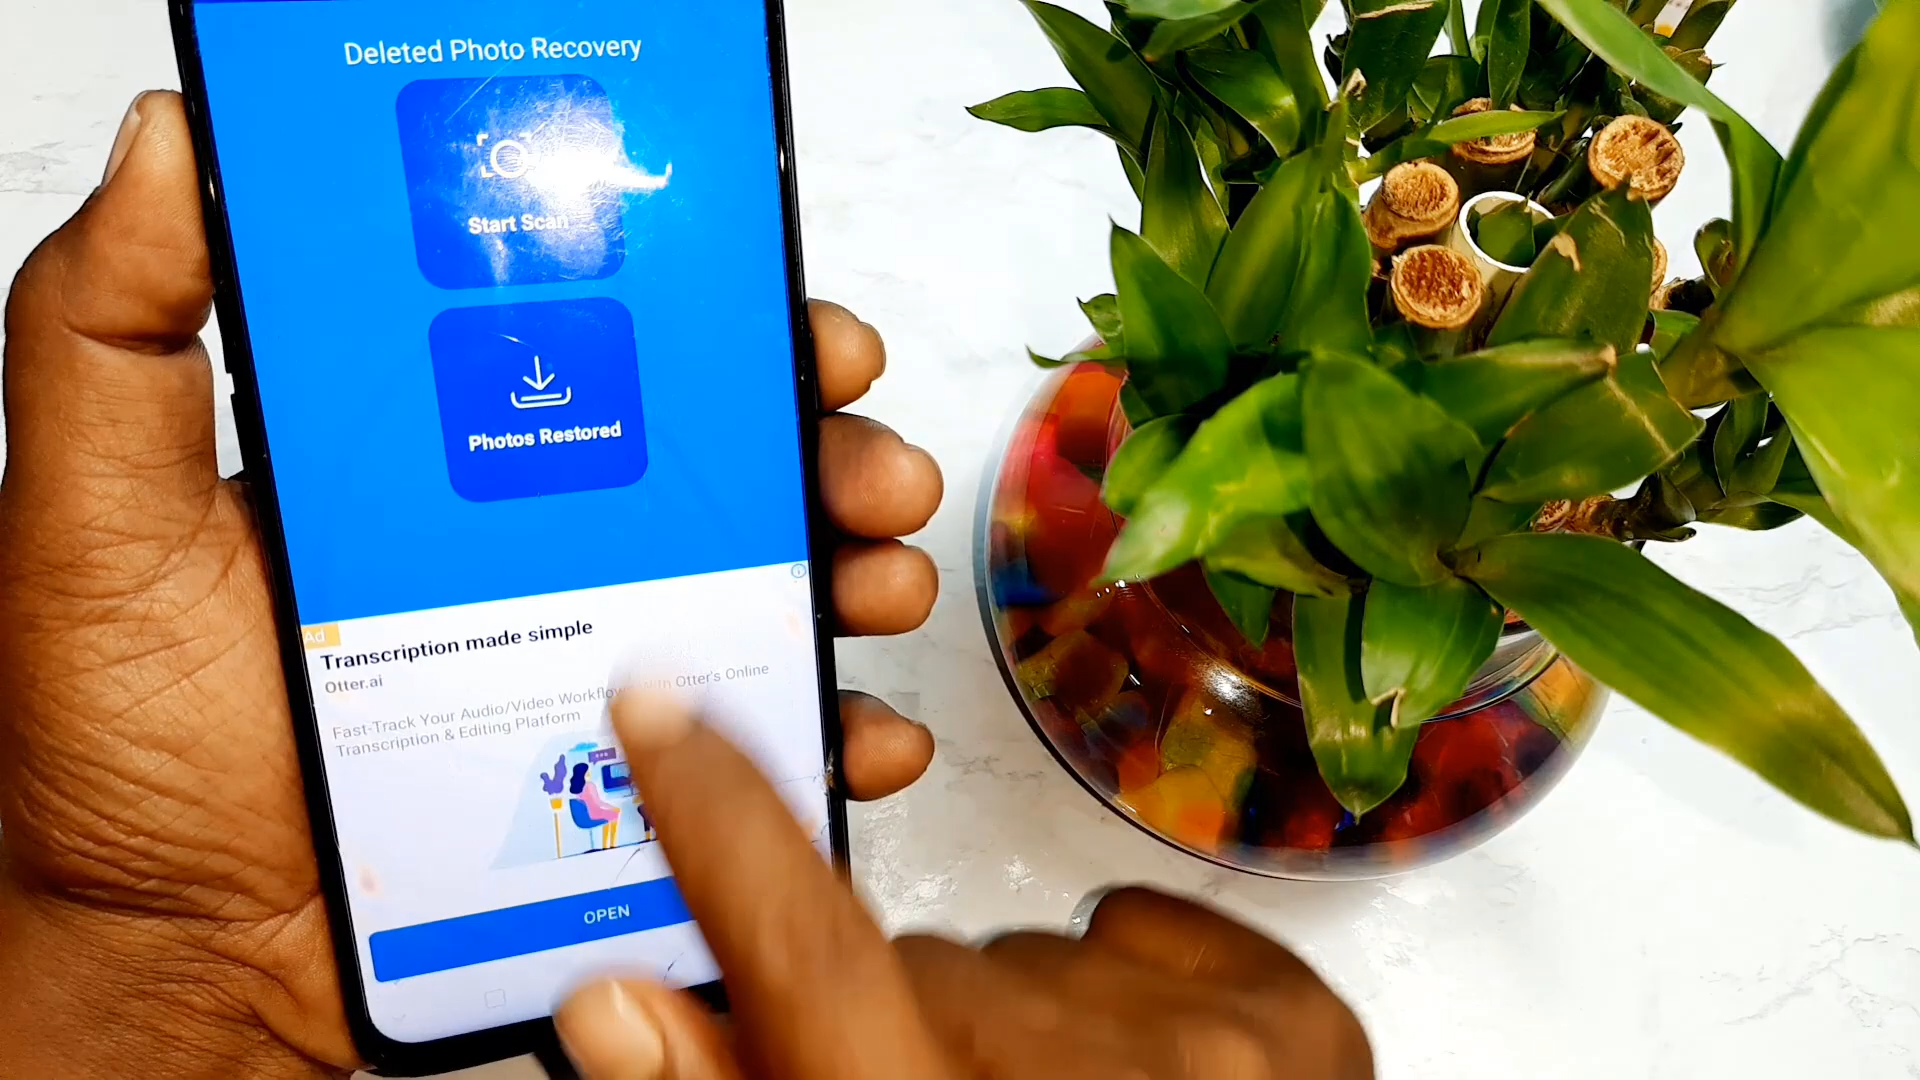 Deleted Photo Recovery
Start Scan
Photos Restored
Ad
Transcription made simple
Otter.ai
Fast-Track Your Audio/Video Workflow With Otter's Online
Transcription & Editing Platform
OPEN